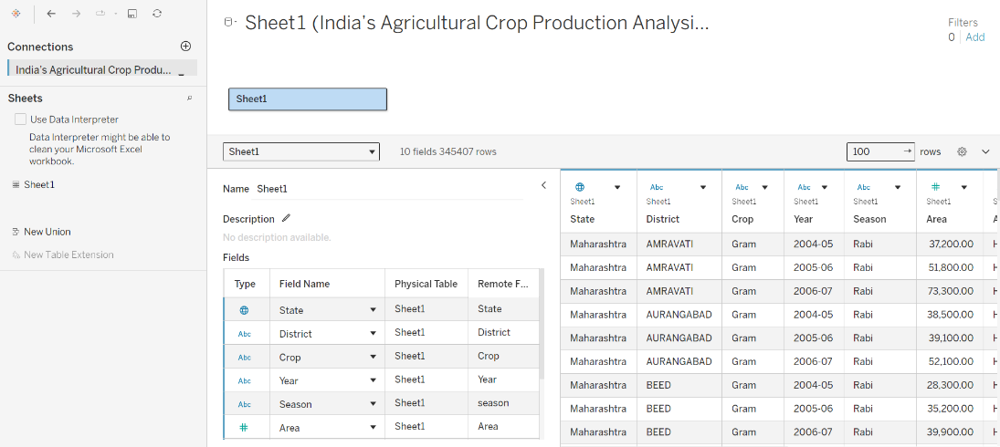 Connections
India's Agricultural Crop Produ...
Sheets
Use Data Interpreter
Data Interpreter might be able to
clean your Microsoft Excel
workbook.
Sheet1
New Union
New Table Extension
Sheet1 (India's Agricultural Crop Production Analysi...
Filters
0 Add
Sheet1
Sheet1 10 fields 345407 rows 100 rows
Name Sheet1
Description
No description available.
Fields
Type Field Name Physical Table Remote F...
State Sheet1 State
Abc District Sheet1 District
Abc Crop Sheet1 Crop
Abc Year Sheet1 Year
Abc Season Sheet1 season
# Area Sheet1 Area
Abc Abc Abc Abc #
Sheet1 Sheet1 Sheet1 Sheet1 Sheet1 Sheet1 S
State District Crop Year Season Area A
Maharashtra AMRAVATI Gram 2004-05 Rabi 37,200.00 H
Maharashtra AMRAVATI Gram 2005-06 Rabi 51,800.00 H
Maharashtra AMRAVATI Gram 2006-07 Rabi 73,300.00 H
Maharashtra AURANGABAD Gram 2004-05 Rabi 38,500.00 H
Maharashtra AURANGABAD Gram 2005-06 Rabi 39,100.00 H
Maharashtra AURANGABAD Gram 2006-07 Rabi 52,100.00 H
Maharashtra BEED Gram 2004-05 Rabi 28,300.00 H
Maharashtra BEED Gram 2005-06 Rabi 35,200.00 H
Maharashtra BEED Gram 2006-07 Rabi 39,900.00 H